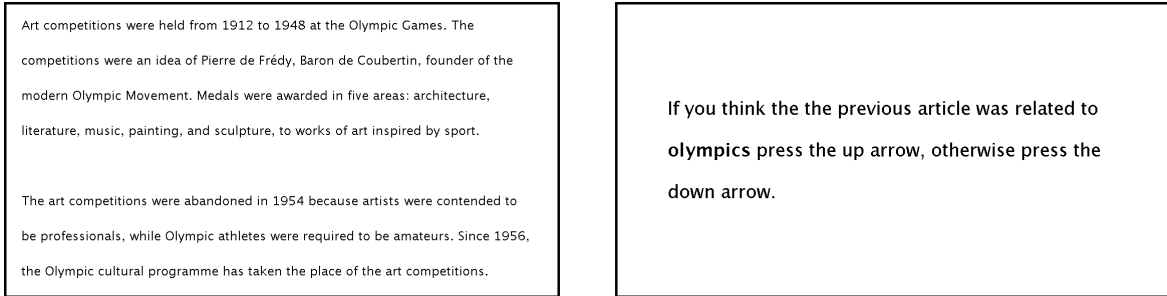 Art competitions were held from 1912 to 1948 at the Olympic Games. The
competitions were an idea of Pierre de Frédy, Baron de Coubertin, founder of the
modern Olympic Movement. Medals were awarded in five areas: architecture,
literature, music, painting, and sculpture, to works of art inspired by sport.
The art competitions were abandoned in 1954 because artists were contended to
be professionals, while Olympic athletes were required to be amateurs. Since 1956,
the Olympic cultural programme has taken the place of the art competitions.
If you think the the previous article was related to
olympics press the up arrow, otherwise press the
down arrow.